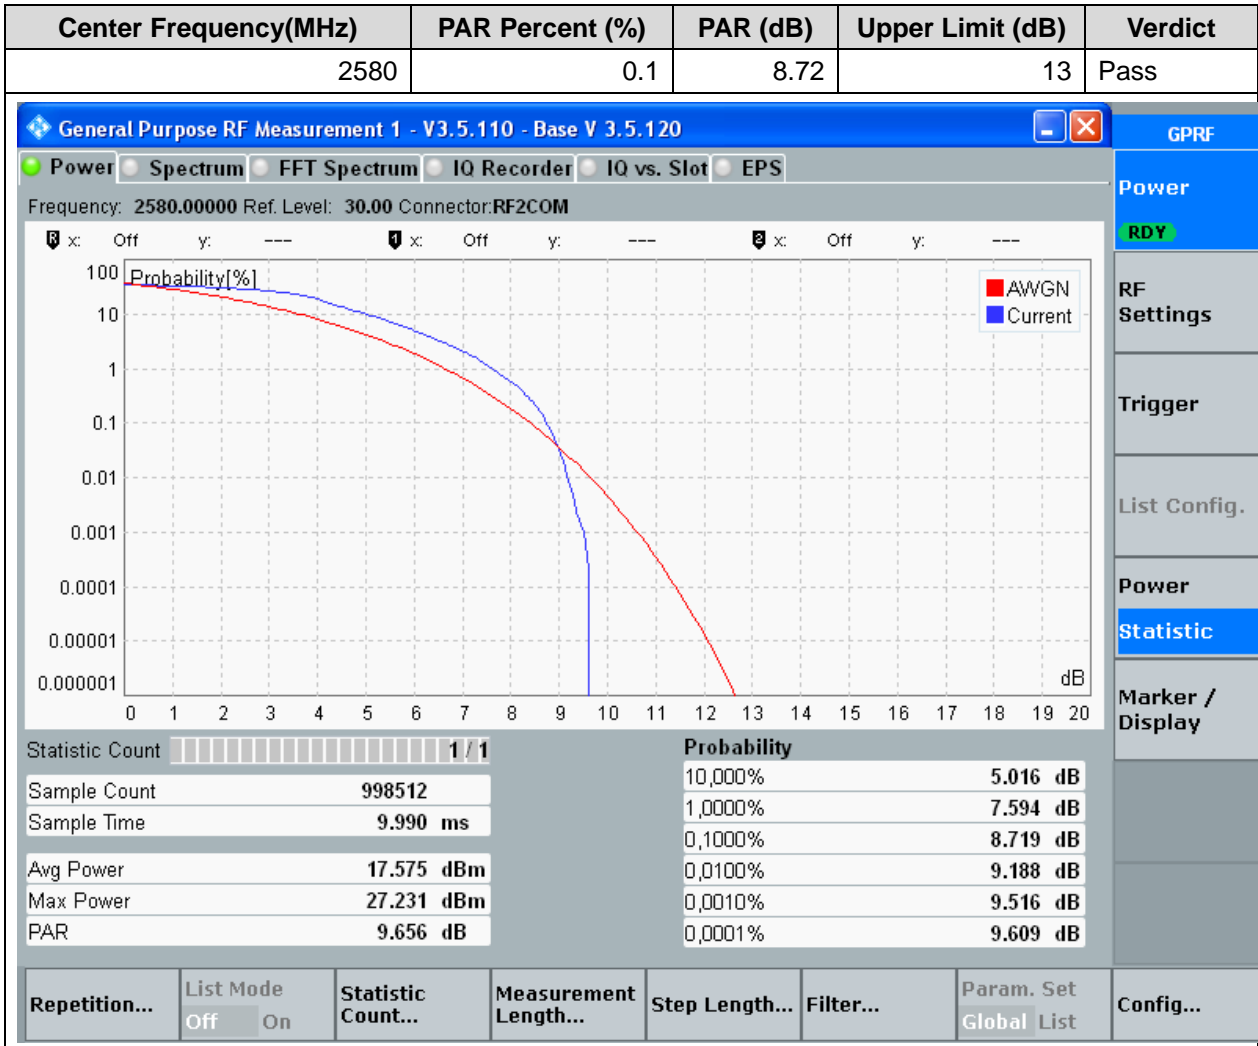 Center Frequency(MHz) PAR Percent (%) PAR (dB) Upper Limit (dB) Verdict
2580 0.1 8.72 13 Pass
General Purpose RF Measurement 1 - V3.5.110 - Base V 3.5.120
GPRF
Power Spectrum FFT Spectrum IQ Recorder IQ vs. Slot EPS
Frequency: 2580.00000 Ref. Level: 30.00 Connector:RF2COM
R x: Off y: --- 1 x: Off y: --- 2 x: Off y: ---
Probability[%]
AWGN
Current
100
10
1
0.1
0.01
0.001
0.0001
0.00001
0.000001
dB
0 1 2 3 4 5 6 7 8 9 10 11 12 13 14 15 16 17 18 19 20
Statistic Count 1 / 1
Sample Count 998512
Sample Time 9.990 ms
Avg Power 17.575 dBm
Max Power 27.231 dBm
PAR 9.656 dB
Probability
10,000% 5.016 dB
1,0000% 7.594 dB
0,1000% 8.719 dB
0,0100% 9.188 dB
0,0010% 9.516 dB
0,0001% 9.609 dB
Power
RDY
RF
Settings
Trigger
List Config.
Power
Statistic
Marker /
Display
Repetition...
List Mode
Off On
Statistic
Count...
Measurement
Length...
Step Length...
Filter...
Param. Set
Global List
Config...